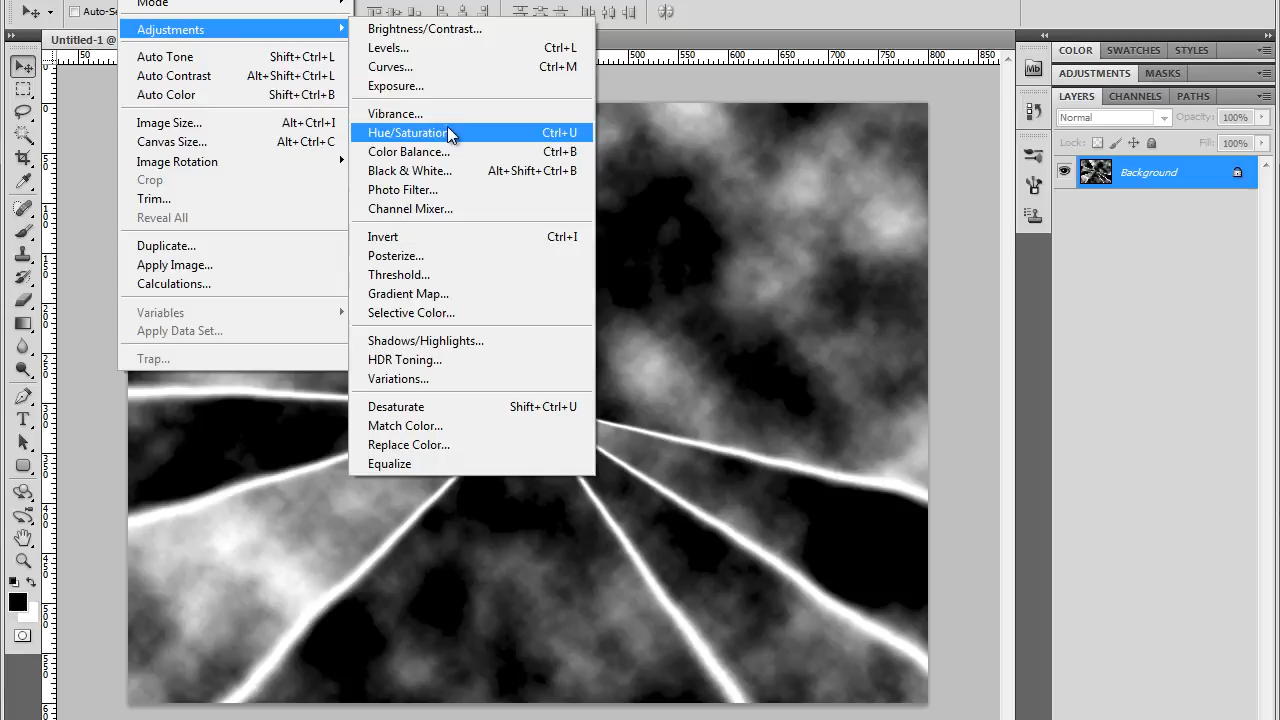 Mode
Auto-Se
Adjustments
Auto Tone Shift+Ctrl+L
Auto Contrast Alt+Shift+Ctrl+L
Auto Color Shift+Ctrl+B
Image Size... Alt+Ctrl+I
Canvas Size... Alt+Ctrl+C
Image Rotation
Crop
Trim...
Reveal All
Duplicate...
Apply Image...
Calculations...
Variables
Apply Data Set...
Trap...
Brightness/Contrast...
Levels... Ctrl+L
Curves... Ctrl+M
Exposure...
Vibrance...
Hue/Saturation Ctrl+U
Color Balance... Ctrl+B
Black & White... Alt+Shift+Ctrl+B
Photo Filter...
Channel Mixer...
Invert Ctrl+I
Posterize...
Threshold...
Gradient Map...
Selective Color...
Shadows/Highlights...
HDR Toning...
Variations...
Desaturate Shift+Ctrl+U
Match Color...
Replace Color...
Equalize
Untitled-1 @
50
500 550 600 650 700 750 800 850
COLOR SWATCHES STYLES
ADJUSTMENTS MASKS
LAYERS CHANNELS PATHS
Normal Opacity: 100%
Lock: Fill: 100%
Background
Mb
T